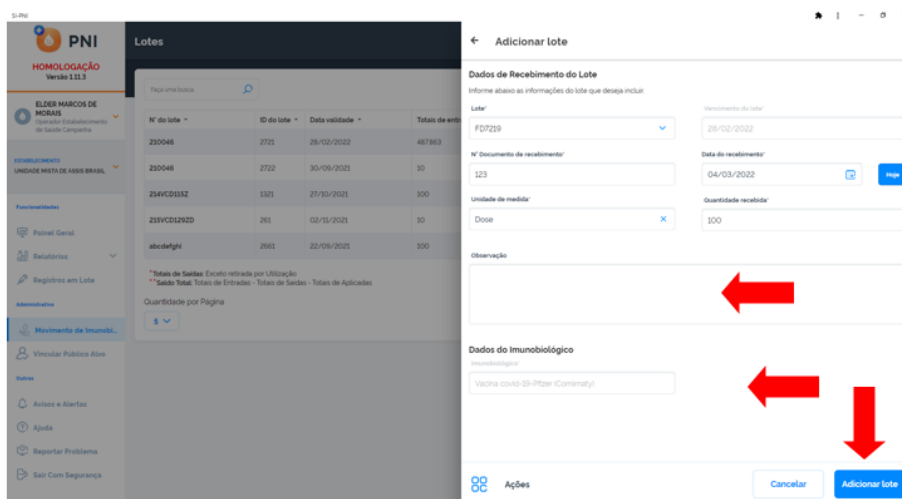 SI-PNI
PNI
HOMOLOGAÇÃO
Versão 1.11.3
ELDER MARCOS DE
MORAIS
Operador Estabelecimento
de Saúde Campanha
ESTABELECIMENTO
UNIDADE MISTA DE ASSIS BRASIL
Funcionalidades
Painel Geral
Relatórios
Registros em Lote
Administrativo
Movimento de Imunobi...
Vincular Público Alvo
Outros
Avisos e Alertas
Ajuda
Reportar Problema
Sair Com Segurança
Lotes
Faça uma busca
N° do lote ID do lote Data validade Totais de entr
210046 2721 28/02/2022 487.863
210046 2722 30/09/2021 10
214VCD115Z 1321 27/10/2021 100
215VCD129ZD 261 02/11/2021 10
abcdefghi 2661 22/09/2021 100
*Totais de Saídas: Exceto retirada por Utilização
**Saldo Total: Totais de Entradas - Totais de Saídas - Totais de Aplicadas
Quantidade por Página
5
Adicionar lote
Dados de Recebimento do Lote
Informe abaixo as informações do lote que deseja incluir.
Lote* Vencimento do lote*
FD7219 28/02/2022
N° Documento de recebimento* Data do recebimento*
123 04/03/2022 Hoje
Unidade de medida* Quantidade recebida*
Dose 100
Observação
Dados do Imunobiológico
Imunobiológico*
Vacina covid-19-Pfizer (Comirnaty)
Ações Cancelar Adicionar lote